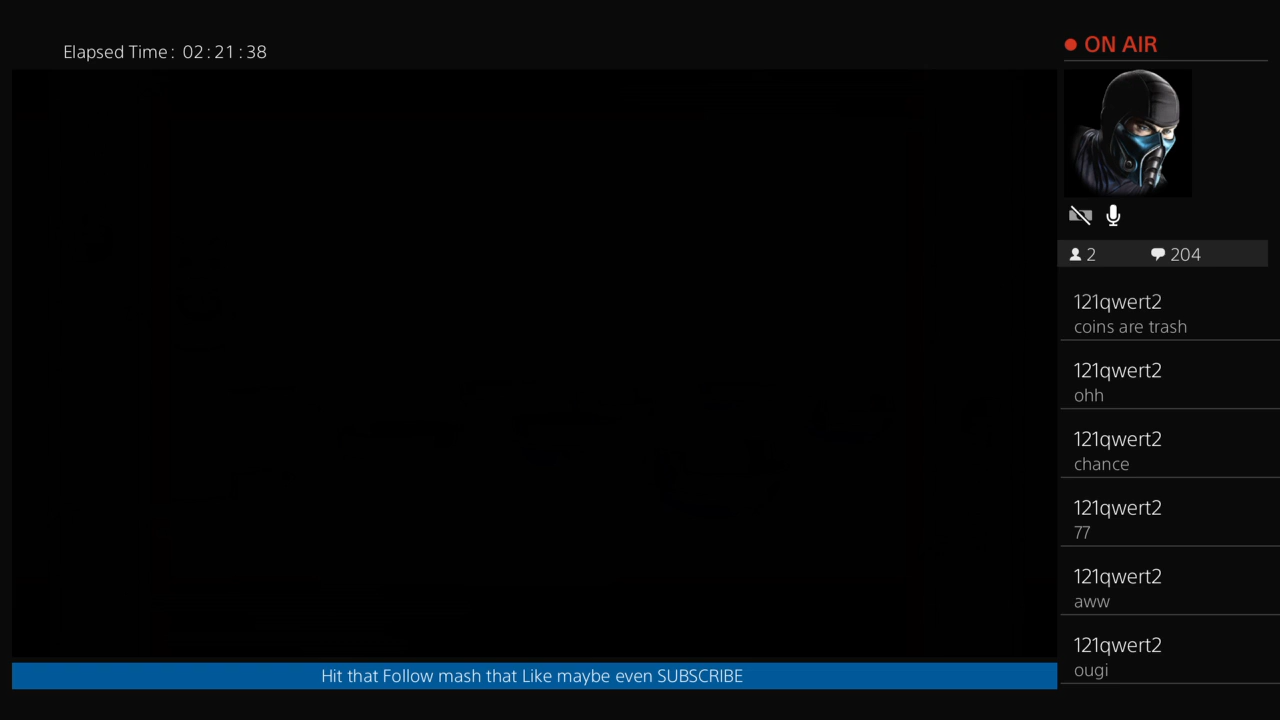 Elapsed Time: 02:21:38
ON AIR
2
204
121qwert2
coins are trash
121qwert2
ohh
121qwert2
chance
121qwert2
77
121qwert2
aww
121qwert2
ougi
Hit that Follow mash that Like maybe even SUBSCRIBE